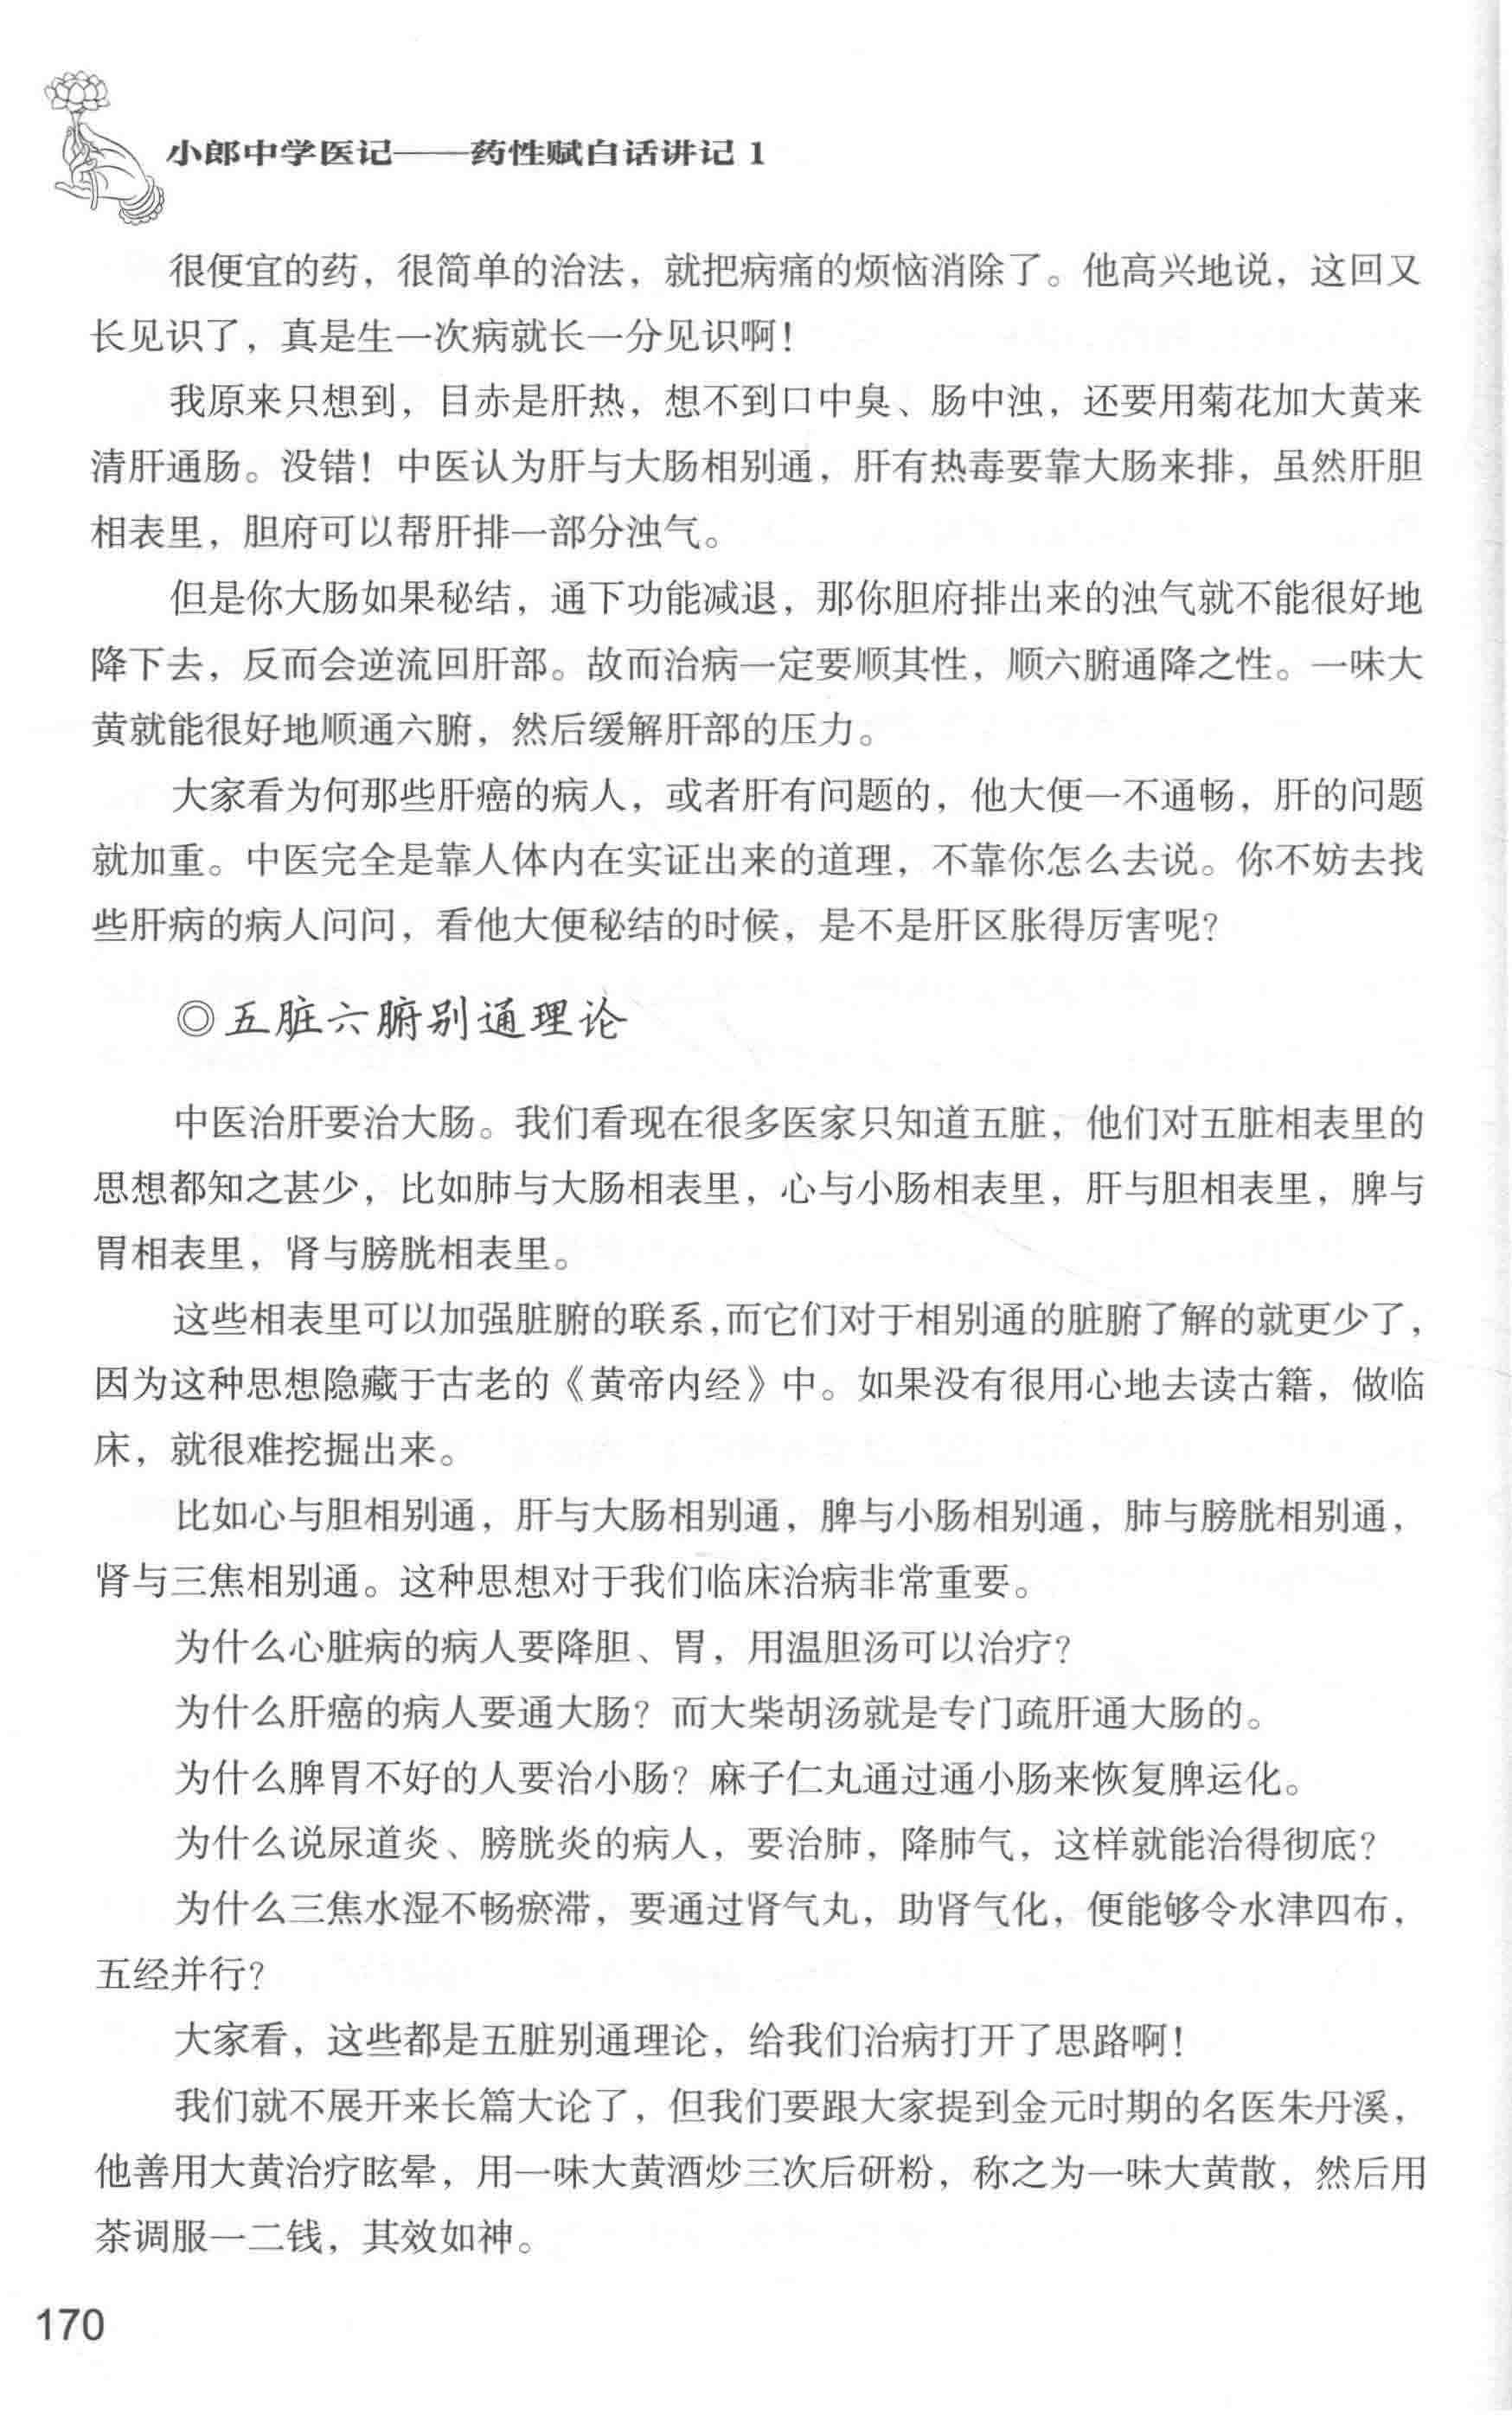 小郎中学医记——药性赋白话讲记 1
很便宜的药，很简单的治法，就把病痛的烦恼消除了。他高兴地说，这回又
长见识了，真是生一次病就长一分见识啊！
我原来只想到，目赤是肝热，想不到口中臭、肠中浊，还要用菊花加大黄来
清肝通肠。没错！中医认为肝与大肠相别通，肝有热毒要靠大肠来排，虽然肝胆
相表里，胆府可以帮肝排一部分浊气。
但是你大肠如果秘结，通下功能减退，那你胆府排出来的浊气就不能很好地
降下去，反而会逆流回肝部。故而治病一定要顺其性，顺六腑通降之性。一味大
黄就能很好地顺通六腑，然后缓解肝部的压力。
大家看为何那些肝癌的病人，或者肝有问题的，他大便一不通畅，肝的问题
就加重。中医完全是靠人体内在实证出来的道理，不靠你怎么去说。你不妨去找
些肝病的病人问问，看他大便秘结的时候，是不是肝区胀得厉害呢？
◎五脏六腑别通理论
中医治肝要治大肠。我们看现在很多医家只知道五脏，他们对五脏相表里的
思想都知之甚少，比如肺与大肠相表里，心与小肠相表里，肝与胆相表里，脾与
胃相表里，肾与膀胱相表里。
这些相表里可以加强脏腑的联系，而它们对于相别通的脏腑了解的就更少了，
因为这种思想隐藏于古老的《黄帝内经》中。如果没有很用心地去读古籍，做临
床，就很难挖掘出来。
比如心与胆相别通，肝与大肠相别通，脾与小肠相别通，肺与膀胱相别通，
肾与三焦相别通。这种思想对于我们临床治病非常重要。
为什么心脏病的病人要降胆、胃，用温胆汤可以治疗？
为什么肝癌的病人要通大肠？而大柴胡汤就是专门疏肝通大肠的。
为什么脾胃不好的人要治小肠？麻子仁丸通过通小肠来恢复脾运化。
为什么说尿道炎、膀胱炎的病人，要治肺，降肺气，这样就能治得彻底？
为什么三焦水湿不畅瘀滞，要通过肾气丸，助肾气化，便能够令水津四布，
五经并行？
大家看，这些都是五脏别通理论，给我们治病打开了思路啊！
我们就不展开来长篇大论了，但我们要跟大家提到金元时期的名医朱丹溪，
他善用大黄治疗眩晕，用一味大黄酒炒三次后研粉，称之为一味大黄散，然后用
茶调服一二钱，其效如神。
170